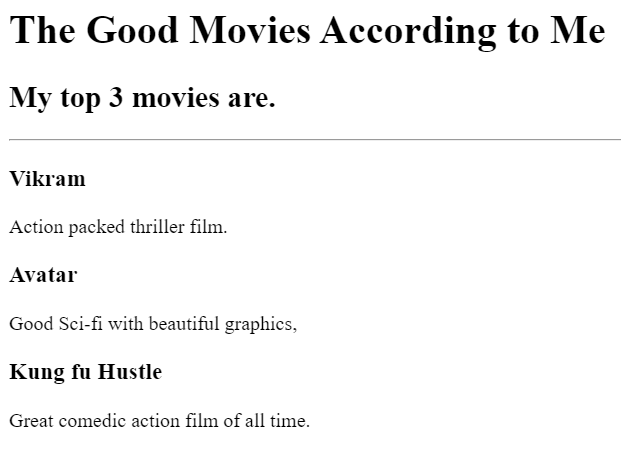 The Good Movies According to Me
My top 3 movies are.
Vikram
Action packed thriller film.
Avatar
Good Sci-fi with beautiful graphics,
Kung fu Hustle
Great comedic action film of all time.